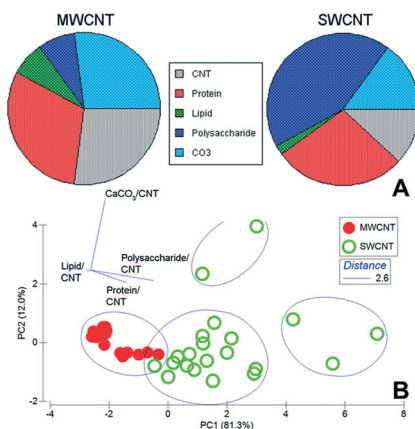 MWCNT
SWCNT
CNT
Protein
Lipid
Polysaccharide
CO3
A
CaCO3/CNT
Lipid/
CNT
Polysaccharide/
CNT
Protein/
CNT
MWCNT
SWCNT
Distance
2.6
PC2 (12.0%)
4
2
0
-2
-2
0
2
4
6
8
PC1 (81.3%)
B